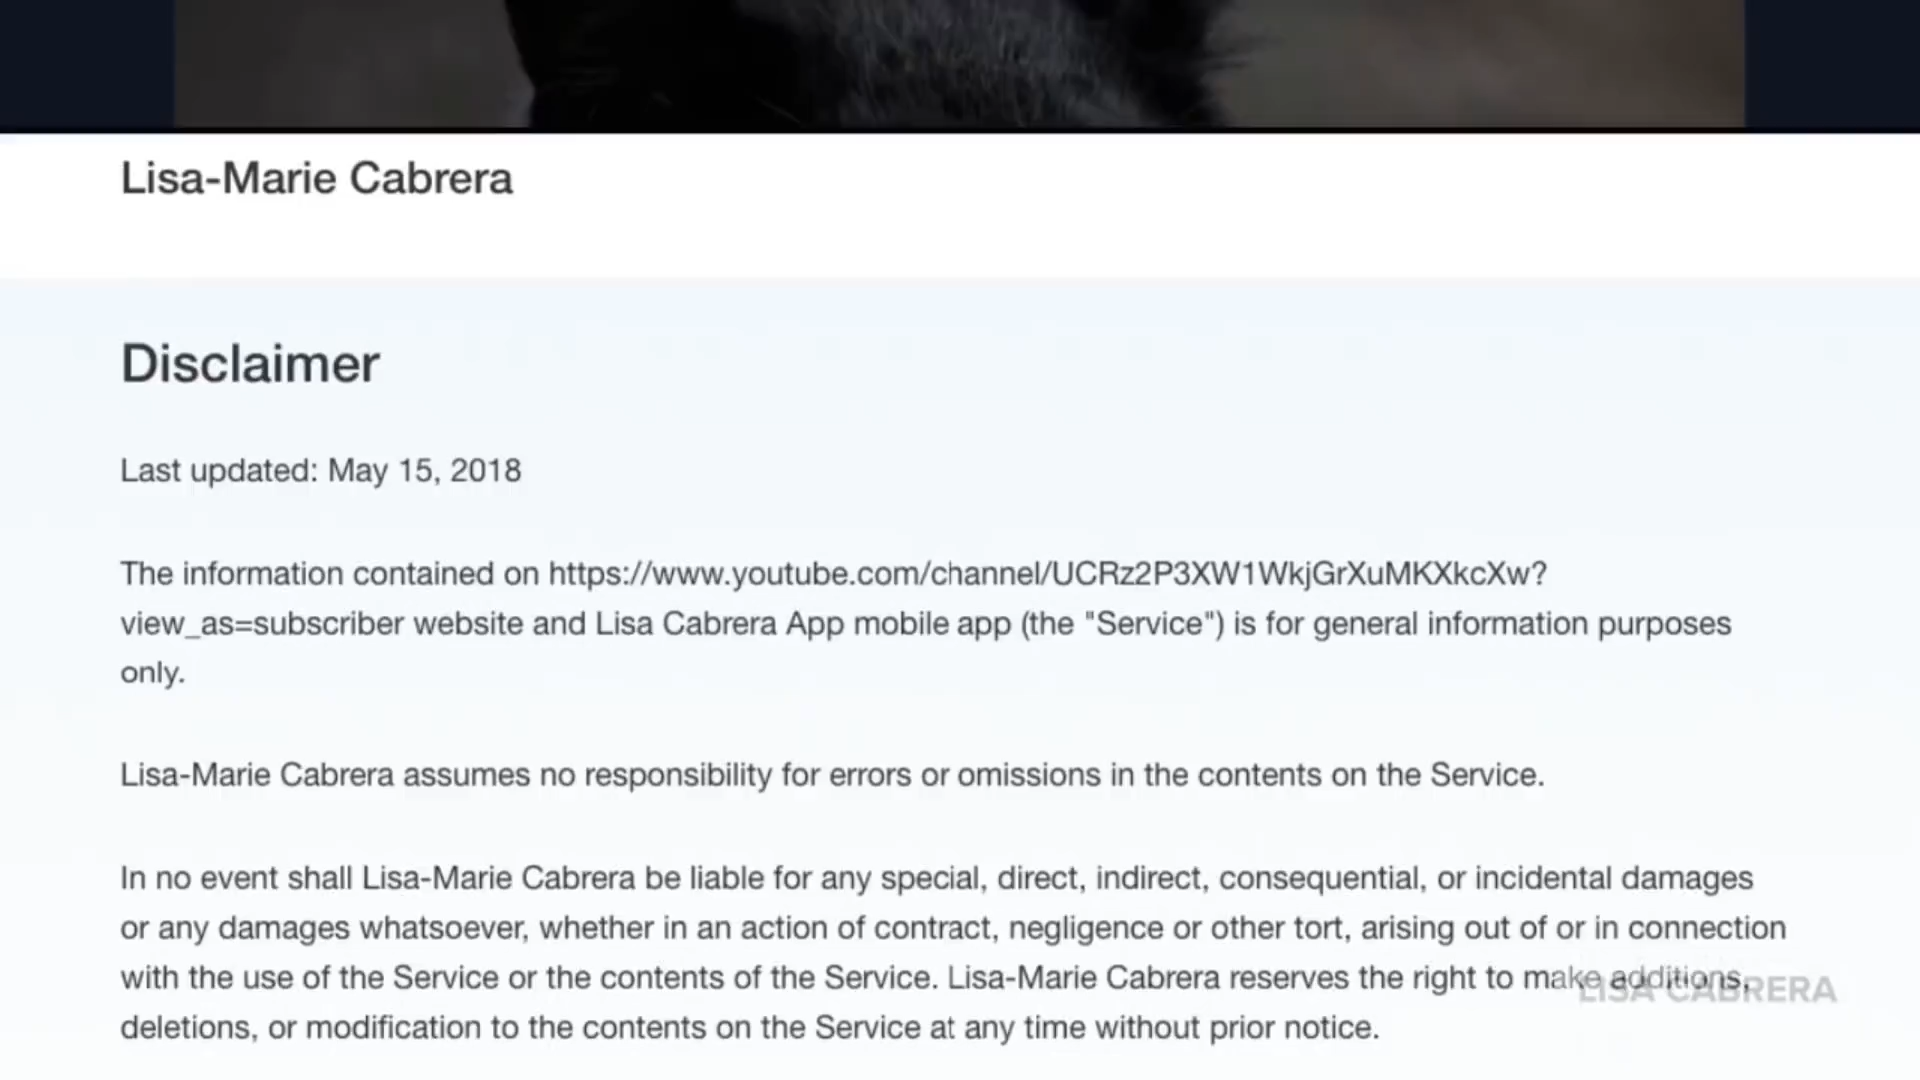 Lisa-Marie Cabrera
Disclaimer
Last updated: May 15, 2018
The information contained on https://www.youtube.com/channel/UCRz2P3XW1WkjGrXuMKXkcXw?
view_as=subscriber website and Lisa Cabrera App mobile app (the "Service") is for general information purposes
only.
Lisa-Marie Cabrera assumes no responsibility for errors or omissions in the contents on the Service.
In no event shall Lisa-Marie Cabrera be liable for any special, direct, indirect, consequential, or incidental damages
or any damages whatsoever, whether in an action of contract, negligence or other tort, arising out of or in connection
with the use of the Service or the contents of the Service. Lisa-Marie Cabrera reserves the right to make additions,
deletions, or modification to the contents on the Service at any time without prior notice.
LISA CABRERA